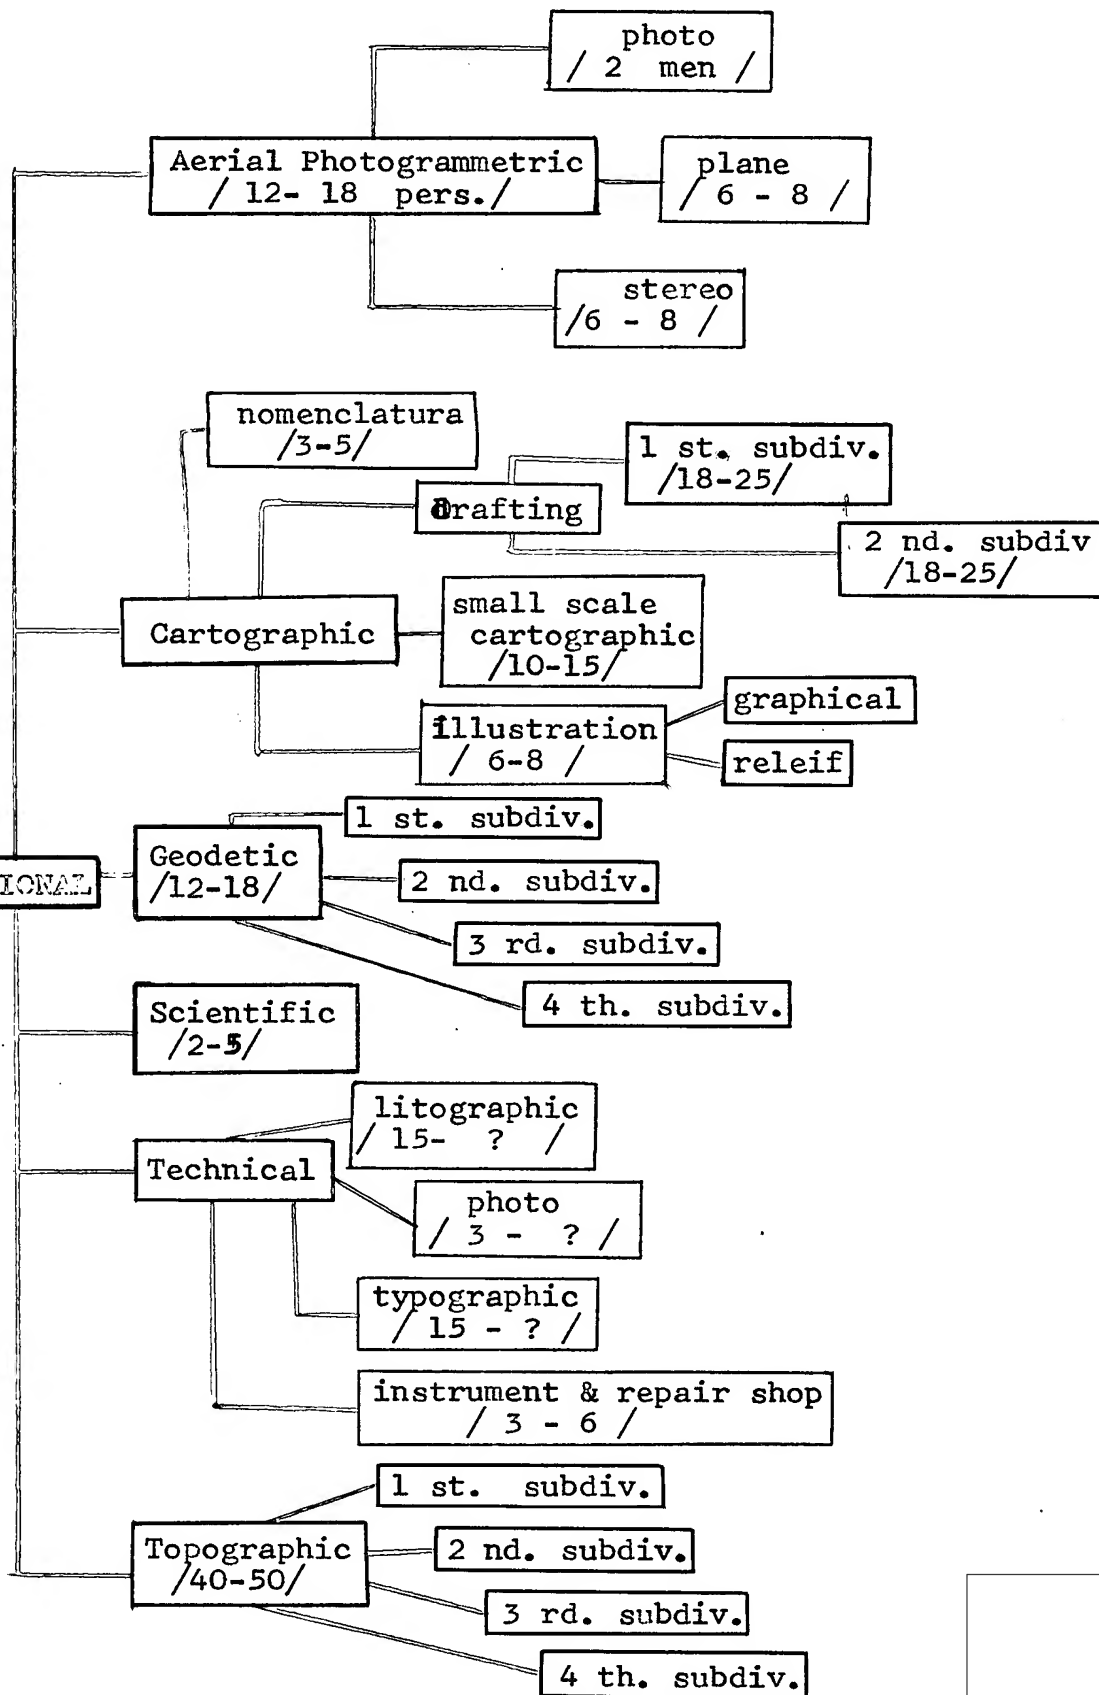 photo
/ 2 men /
Aerial Photogrammetric
/ 12- 18 pers./
plane
/ 6 - 8 /
stereo
/6 - 8 /
nomenclatura
/3-5/
1 st. subdiv.
/18-25/
drafting
2 nd. subdiv
/18-25/
small scale
cartographic
/10-15/
Cartographic
illustration
/ 6-8 /
graphical
releif
1 st. subdiv.
Geodetic
/12-18/
IONAL
2 nd. subdiv.
3 rd. subdiv.
4 th. subdiv.
Scientific
/2-5/
litographic
/ 15- ? /
Technical
photo
/ 3 - ? /
typographic
/ 15 - ? /
instrument & repair shop
/ 3 - 6 /
1 st. subdiv.
Topographic
/40-50/
2 nd. subdiv.
3 rd. subdiv.
4 th. subdiv.